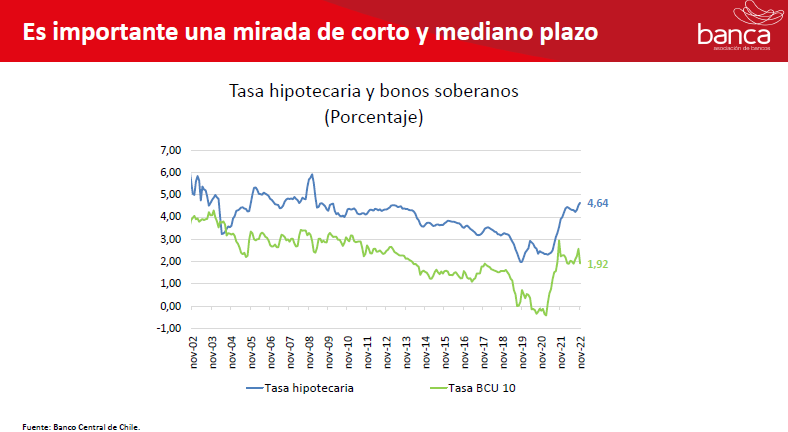 Es importante una mirada de corto y mediano plazo
banca
asociación de bancos
Tasa hipotecaria y bonos soberanos
(Porcentaje)
7,00
6,00
5,00
4,00
3,00
2,00
1,00
0,00
-1,00
4,64
1,92
nov-02
nov-03
nov-04
nov-05
nov-06
nov-07
nov-08
nov-09
nov-10
nov-11
nov-12
nov-13
nov-14
nov-15
nov-16
nov-17
nov-18
nov-19
nov-20
nov-21
nov-22
Tasa hipotecaria
Tasa BCU 10
Fuente: Banco Central de Chile.